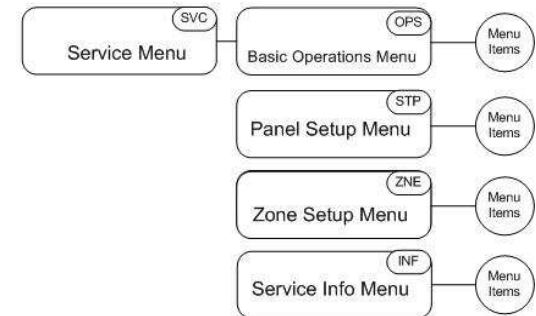 SVC
Service Menu
OPS
Basic Operations Menu
Menu
Items
STP
Panel Setup Menu
Menu
Items
ZNE
Zone Setup Menu
Menu
Items
INF
Service Info Menu
Menu
Items